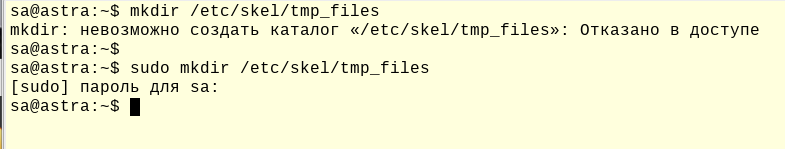 sa@astra:~$ mkdir /etc/skel/tmp_files
mkdir: невозможно создать каталог «/etc/skel/tmp_files»: Отказано в доступе
sa@astra:~$
sa@astra:~$ sudo mkdir /etc/skel/tmp_files
[sudo] пароль для sa:
sa@astra:~$